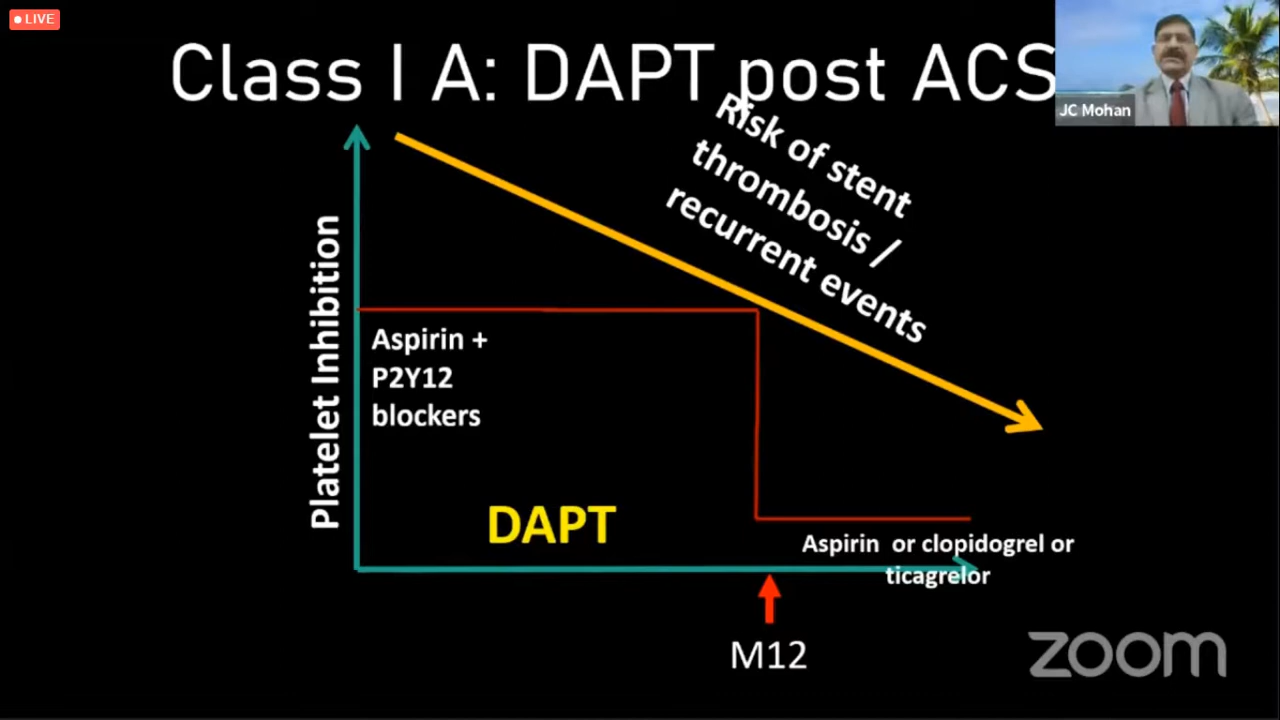 LIVE
Class I A: DAPT post ACS
JC Mohan
Risk of stent
thrombosis /
recurrent events
Platelet Inhibition
Aspirin +
P2Y12
blockers
DAPT
Aspirin or clopidogrel or
ticagrelor
M12
zoom